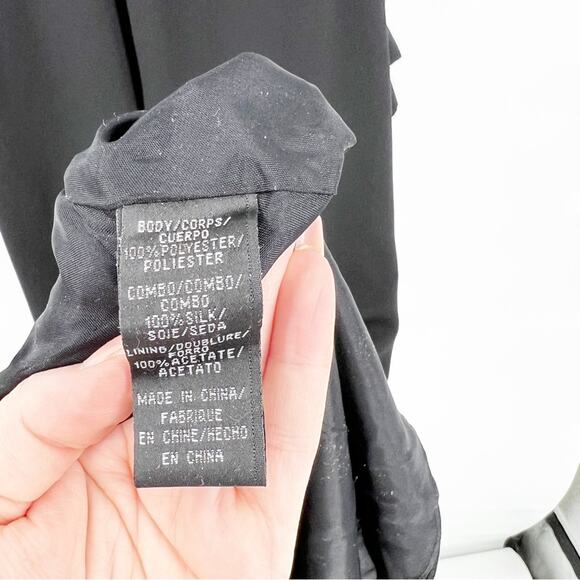 BODY/CORPS/
CUERPO
100%POLYESTER/
POLIESTER
COMBO/COMBO/
COMBO
100%SILK/
SOIE/SEDA
LINING/DOUBLURE/
FORRO
100%ACETATE/
ACETATO
MADE IN CHINA/
FABRIQUE
EN CHINE/HECHO
EN CHINA